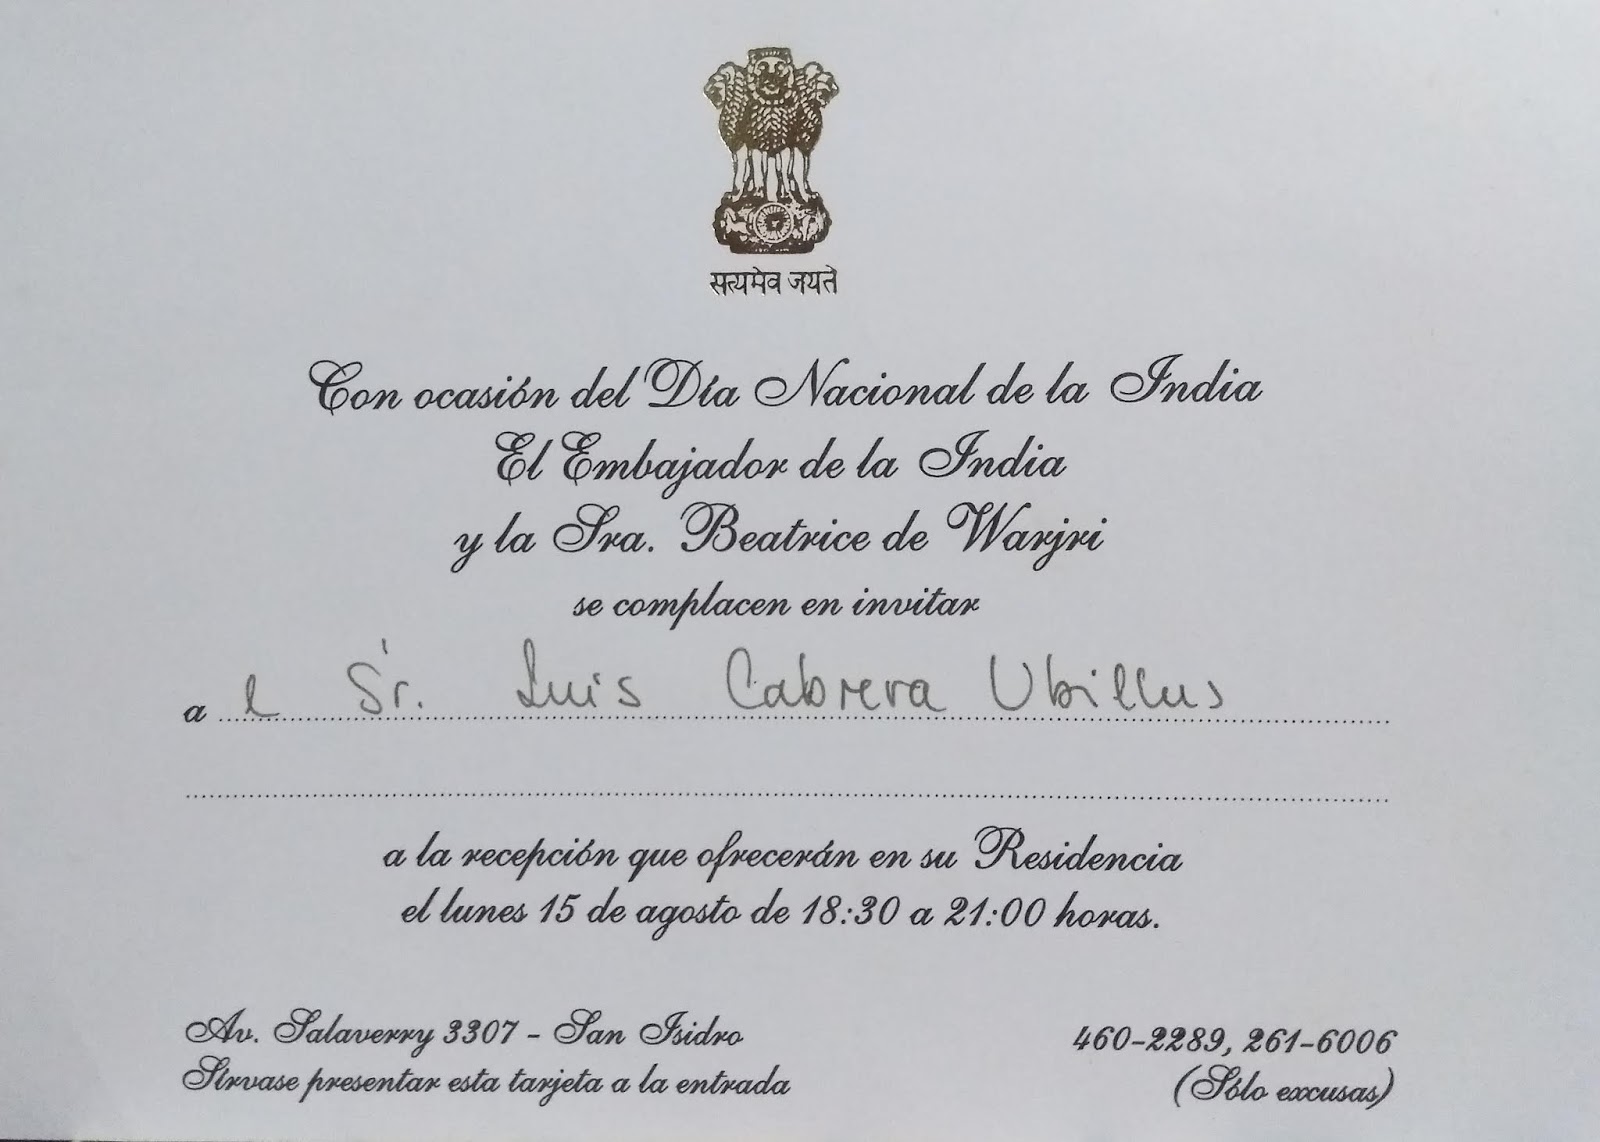 सत्यमेव जयते
Con ocasión del Día Nacional de la India
El Embajador de la India
y la Sra. Beatrice de Warjri
se complacen en invitar
a l Sr. Luis Cabrera Ubillus
a la recepción que ofrecerán en su Residencia
el lunes 15 de agosto de 18:30 a 21:00 horas.
Av. Salaverry 3307 - San Isidro
Sírvase presentar esta tarjeta a la entrada
460-2289, 261-6006
(Sólo excusas)